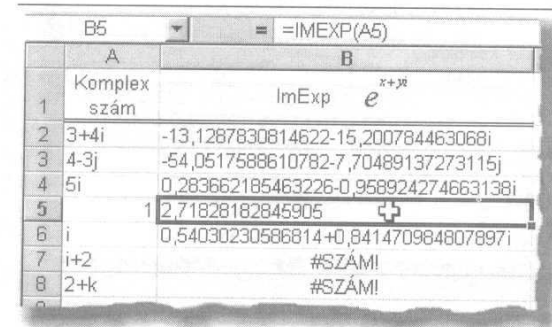 B5 = =IMEXP(A5)
A B
1 Komplex szám ImExp e^x+yi
2 3+4i -13,1287830814622-15,200784463068i
3 4-3j -54,0517588610782-7,70489137273115j
4 5i 0,283662185463226-0,958924274663138i
5 1 2,71828182845905
6 i 0,54030230586814+0,841470984807897i
7 i+2 #SZÁM!
8 2+k #SZÁM!